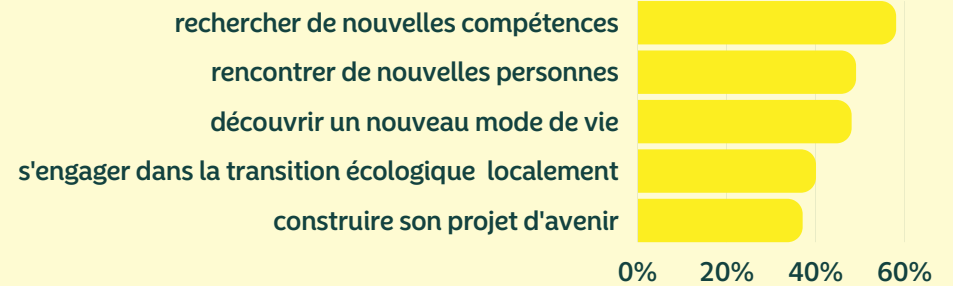 rechercher de nouvelles compétences
rencontrer de nouvelles personnes
découvrir un nouveau mode de vie
s'engager dans la transition écologique localement
construire son projet d'avenir
0% 20% 40% 60%